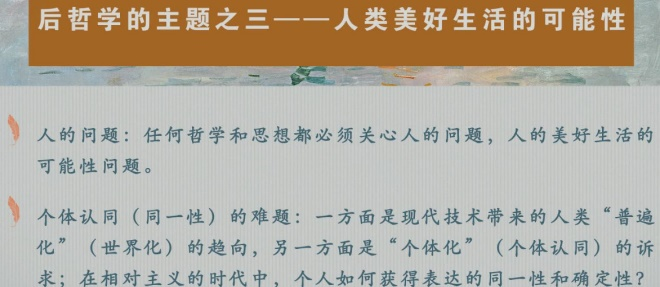 后哲学的主题之三——人类美好生活的可能性
人的问题：任何哲学和思想都必须关心人的问题，人的美好生活的
可能性问题。
个体认同（同一性）的难题：一方面是现代技术带来的人类“普遍
化”（世界化）的趋向，另一方面是“个体化”（个体认同）的诉
求；在相对主义的时代中，个人如何获得表达的同一性和确定性？